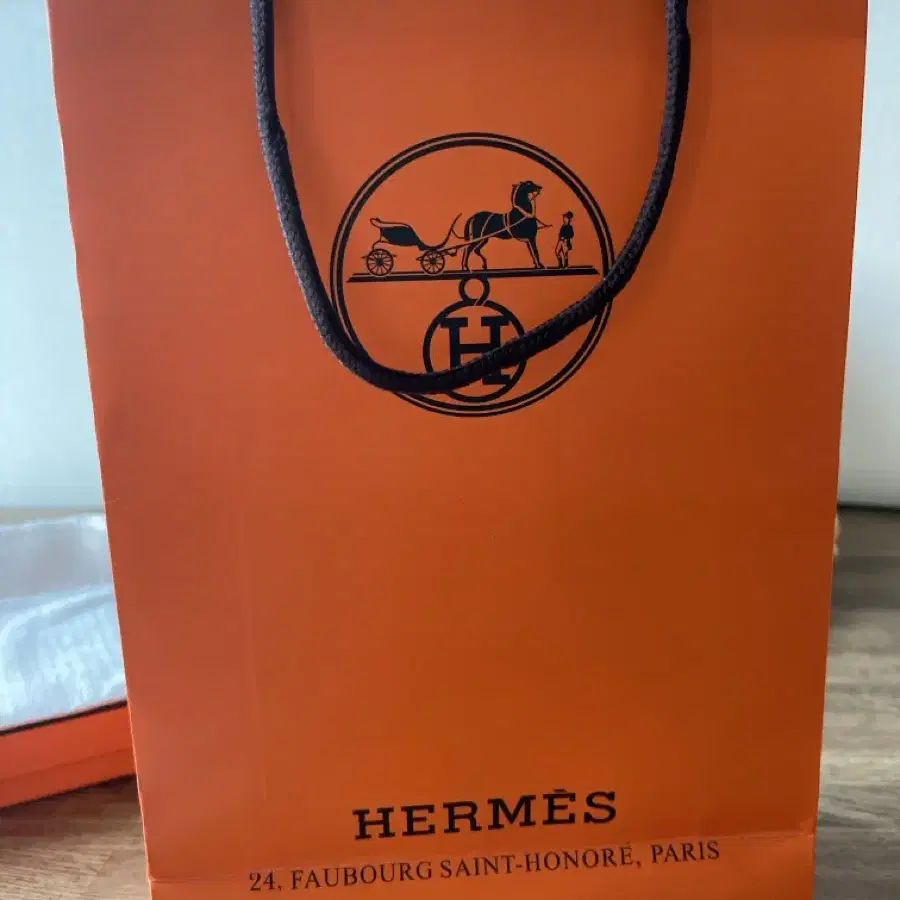 H
HERMÈS
24, FAUBOURG SAINT-HONORÉ, PARIS